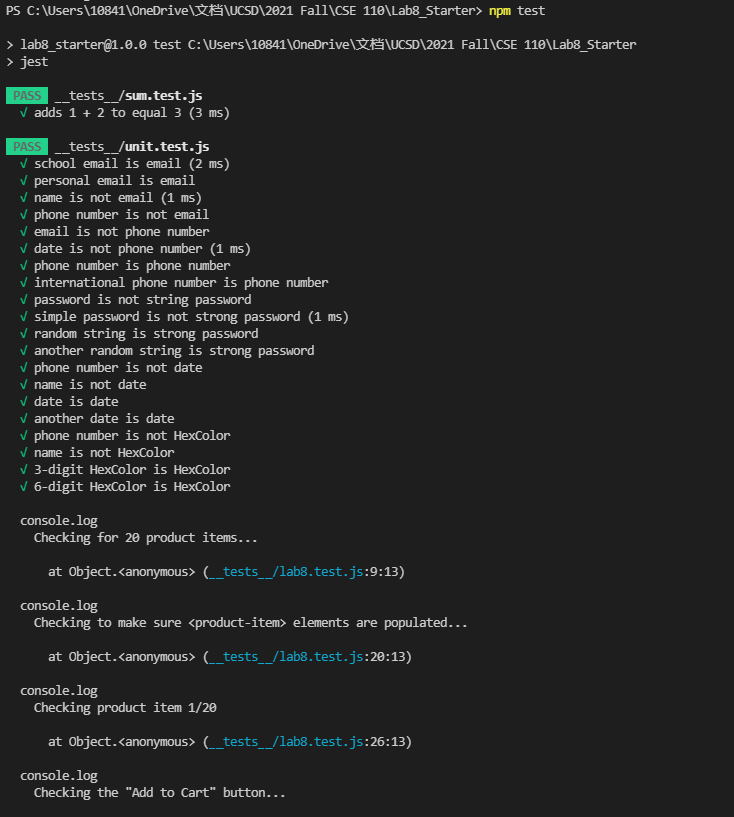 PS C:\Users\10841\OneDrive\文档\UCSD\2021 Fall\CSE 110\Lab8_Starter> npm test
> lab8_starter@1.0.0 test C:\Users\10841\OneDrive\文档\UCSD\2021 Fall\CSE 110\Lab8_Starter
> jest
PASS __tests__/sum.test.js
√ adds 1 + 2 to equal 3 (3 ms)
PASS __tests__/unit.test.js
√ school email is email (2 ms)
√ personal email is email
√ name is not email (1 ms)
√ phone number is not email
√ email is not phone number
√ date is not phone number (1 ms)
√ phone number is phone number
√ international phone number is phone number
√ password is not string password
√ simple password is not strong password (1 ms)
√ random string is strong password
√ another random string is strong password
√ phone number is not date
√ name is not date
√ date is date
√ another date is date
√ phone number is not HexColor
√ name is not HexColor
√ 3-digit HexColor is HexColor
√ 6-digit HexColor is HexColor
console.log
Checking for 20 product items...
at Object.<anonymous> (__tests__/lab8.test.js:9:13)
console.log
Checking to make sure <product-item> elements are populated...
at Object.<anonymous> (__tests__/lab8.test.js:20:13)
console.log
Checking product item 1/20
at Object.<anonymous> (__tests__/lab8.test.js:26:13)
console.log
Checking the "Add to Cart" button...